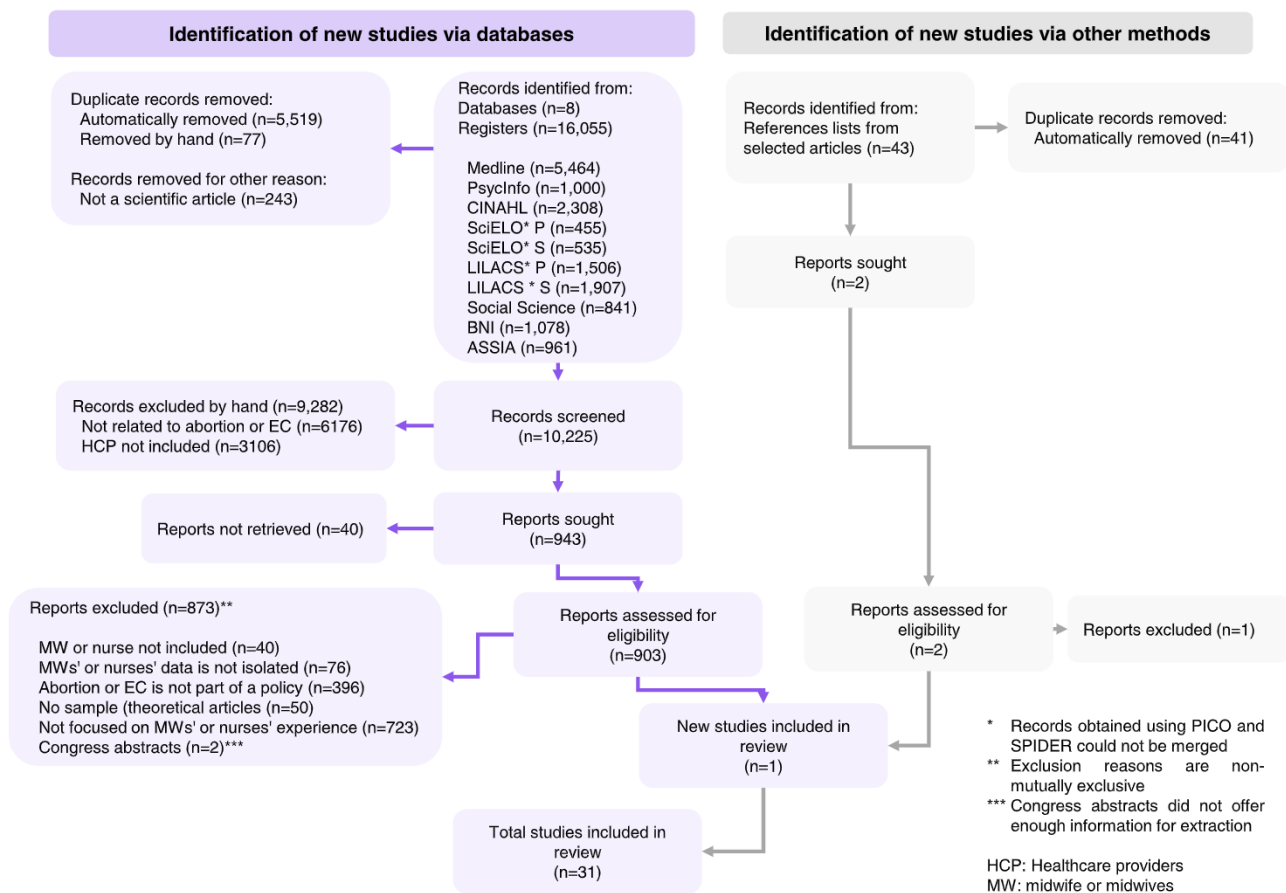 Identification of new studies via databases
Identification of new studies via other methods
Duplicate records removed:
Automatically removed (n=5,519)
Removed by hand (n=77)
Records removed for other reason:
Not a scientific article (n=243)
Records identified from:
Databases (n=8)
Registers (n=16,055)
Medline (n=5,464)
PsycInfo (n=1,000)
CINAHL (n=2,308)
SciELO* P (n=455)
SciELO* S (n=535)
LILACS* P (n=1,506)
LILACS * S (n=1,907)
Social Science (n=841)
BNI (n=1,078)
ASSIA (n=961)
Records identified from:
References lists from
selected articles (n=43)
Duplicate records removed:
Automatically removed (n=41)
Reports sought
(n=2)
Records excluded by hand (n=9,282)
Not related to abortion or EC (n=6176)
HCP not included (n=3106)
Records screened
(n=10,225)
Reports not retrieved (n=40)
Reports sought
(n=943)
Reports excluded (n=873)**
MW or nurse not included (n=40)
MWs' or nurses' data is not isolated (n=76)
Abortion or EC is not part of a policy (n=396)
No sample (theoretical articles (n=50)
Not focused on MWs' or nurses' experience (n=723)
Congress abstracts (n=2)***
Reports assessed for
eligibility
(n=903)
Reports assessed for
eligibility
(n=2)
Reports excluded (n=1)
New studies included in
review
(n=1)
Total studies included in
review
(n=31)
* Records obtained using PICO and
SPIDER could not be merged
** Exclusion reasons are non-
mutually exclusive
*** Congress abstracts did not offer
enough information for extraction
HCP: Healthcare providers
MW: midwife or midwives